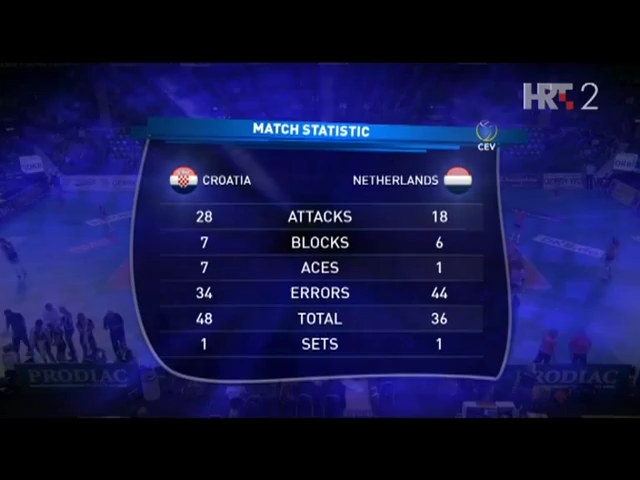 HRT 2
MATCH STATISTIC
CEV
CROATIA NETHERLANDS
28 ATTACKS 18
7 BLOCKS 6
7 ACES 1
34 ERRORS 44
48 TOTAL 36
1 SETS 1
PRODIAC PRODIAC